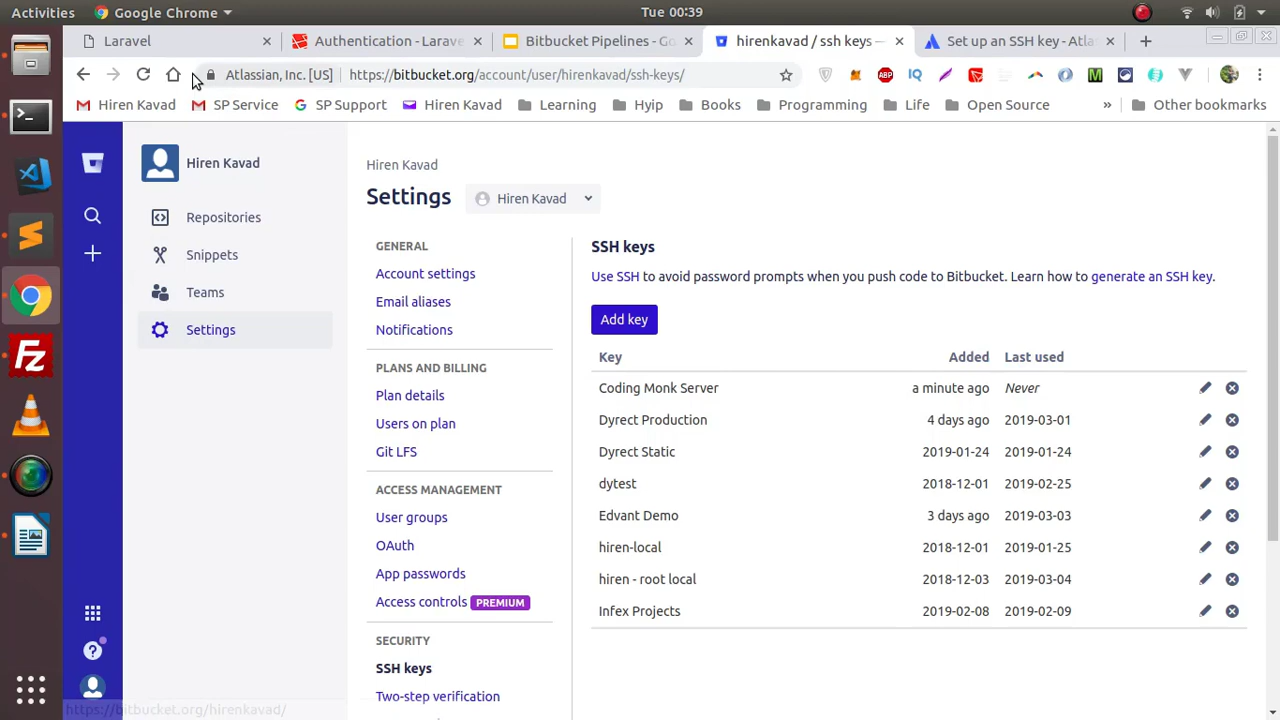 Activities Google Chrome Tue 00:39
Laravel Authentication - Larave Bitbucket Pipelines - Go hirenkavad / ssh keys — Set up an SSH key - Atla
Atlassian, Inc. [US] https://bitbucket.org/account/user/hirenkavad/ssh-keys/
Hiren Kavad SP Service SP Support Hiren Kavad Learning Hyip Books Programming Life Open Source » Other bookmarks
Hiren Kavad
Repositories
Snippets
Teams
Settings
Hiren Kavad
Settings Hiren Kavad
GENERAL
Account settings
Email aliases
Notifications
PLANS AND BILLING
Plan details
Users on plan
Git LFS
ACCESS MANAGEMENT
User groups
OAuth
App passwords
Access controls PREMIUM
SECURITY
SSH keys
Two-step verification
SSH keys
Use SSH to avoid password prompts when you push code to Bitbucket. Learn how to generate an SSH key.
Add key
Key Added Last used
Coding Monk Server a minute ago Never
Dyrect Production 4 days ago 2019-03-01
Dyrect Static 2019-01-24 2019-01-24
dytest 2018-12-01 2019-02-25
Edvant Demo 3 days ago 2019-03-03
hiren-local 2018-12-01 2019-01-25
hiren - root local 2018-12-03 2019-03-04
Infex Projects 2019-02-08 2019-02-09
https://bitbucket.org/hirenkavad/